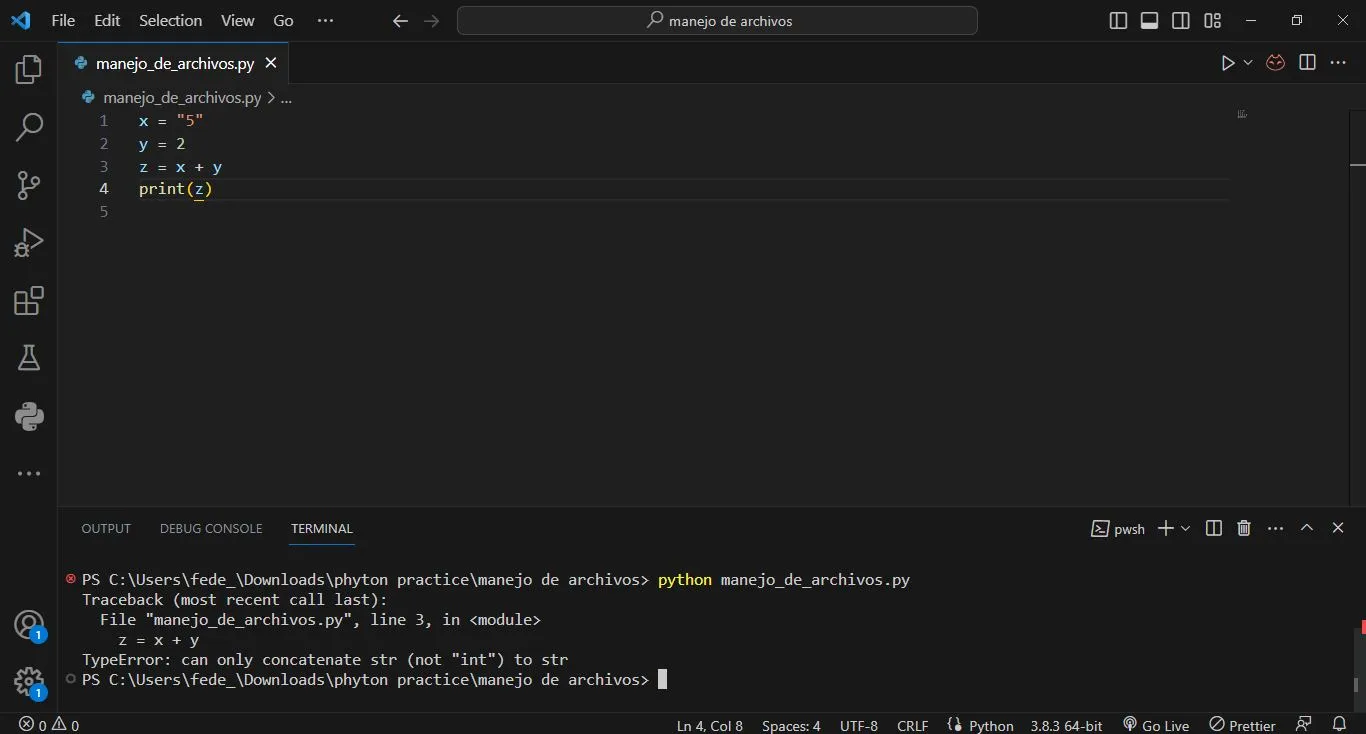 File Edit Selection View Go ··· manejo de archivos
manejo_de_archivos.py
manejo_de_archivos.py > ...
1 x = "5"
2 y = 2
3 z = x + y
4 print(z)
5
OUTPUT DEBUG CONSOLE TERMINAL pwsh
PS C:\Users\fede_\Downloads\phyton practice\manejo de archivos> python manejo_de_archivos.py
Traceback (most recent call last):
File "manejo_de_archivos.py", line 3, in <module>
z = x + y
TypeError: can only concatenate str (not "int") to str
PS C:\Users\fede_\Downloads\phyton practice\manejo de archivos>
1
1
0 0 Ln 4, Col 8 Spaces: 4 UTF-8 CRLF Python 3.8.3 64-bit Go Live Prettier